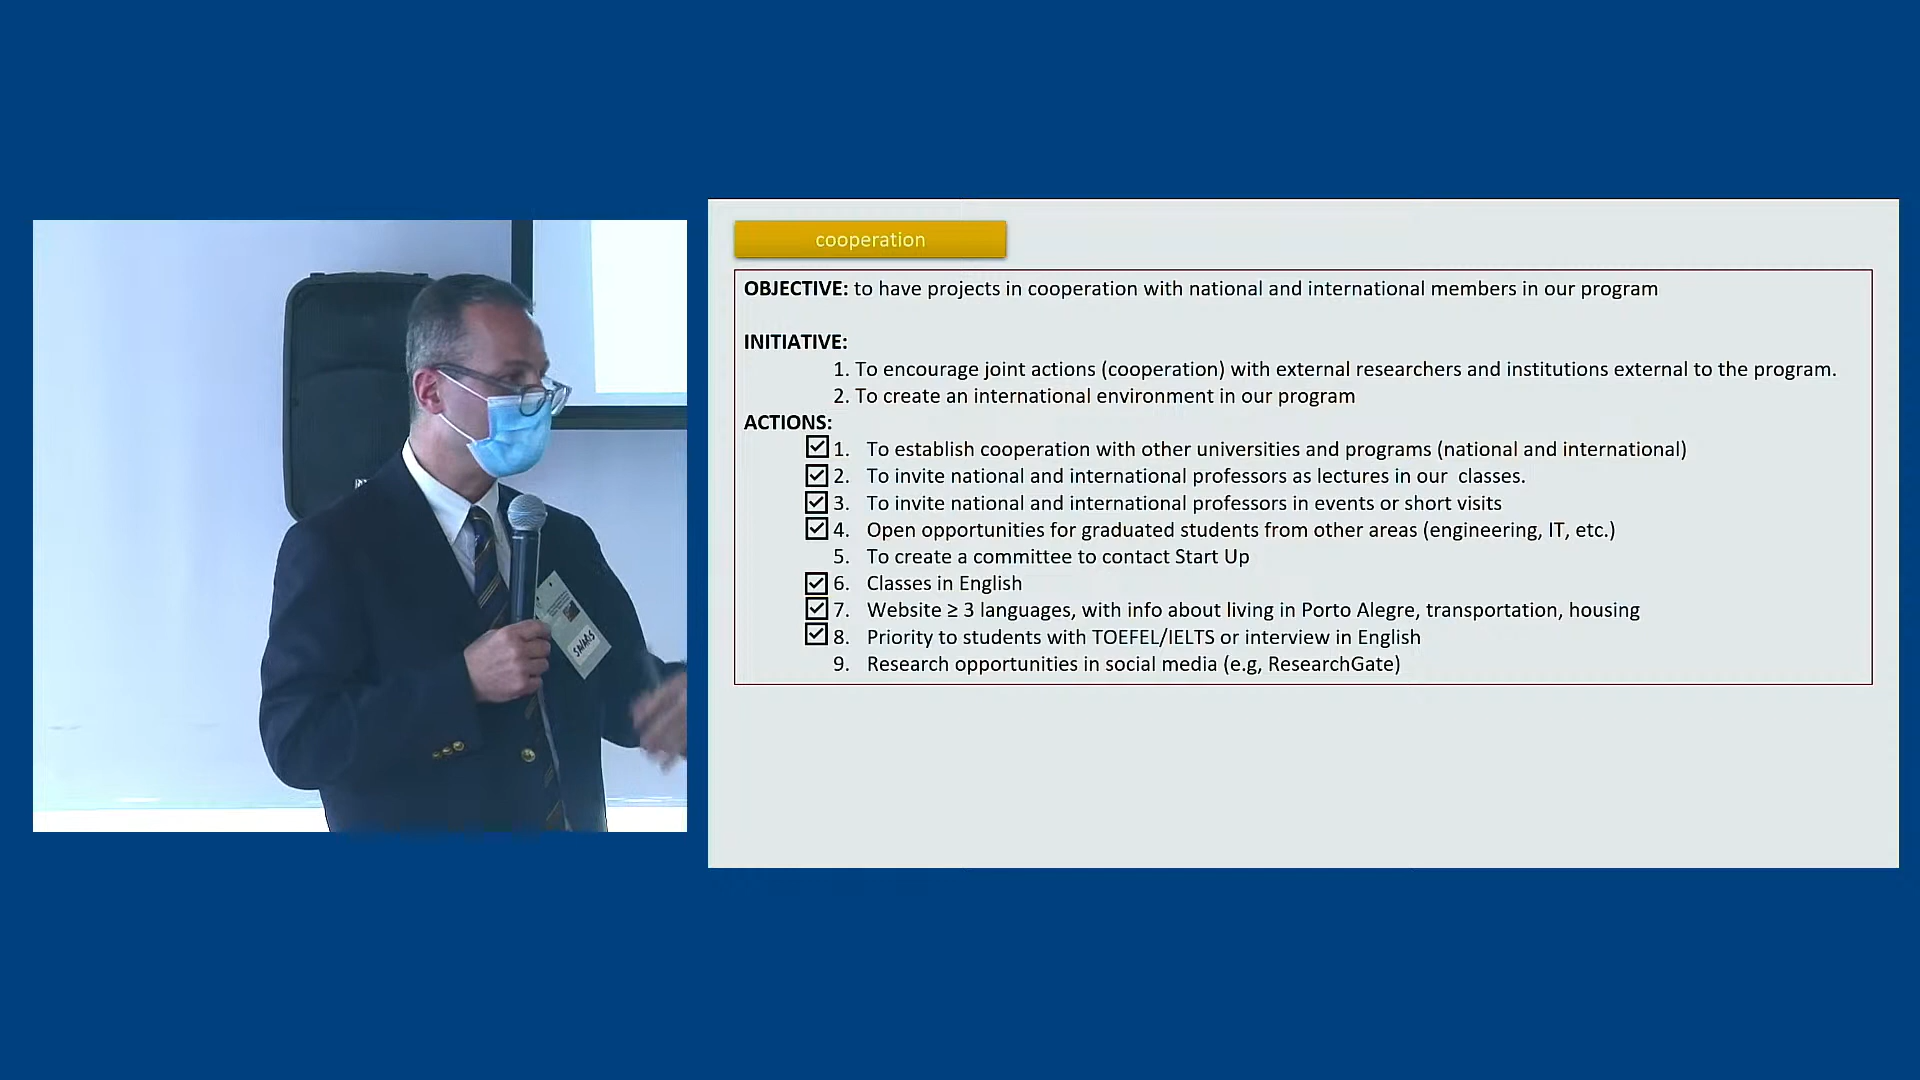 cooperation
OBJECTIVE: to have projects in cooperation with national and international members in our program
INITIATIVE:
1. To encourage joint actions (cooperation) with external researchers and institutions external to the program.
2. To create an international environment in our program
ACTIONS:
1. To establish cooperation with other universities and programs (national and international)
2. To invite national and international professors as lectures in our classes.
3. To invite national and international professors in events or short visits
4. Open opportunities for graduated students from other areas (engineering, IT, etc.)
5. To create a committee to contact Start Up
6. Classes in English
7. Website ≥ 3 languages, with info about living in Porto Alegre, transportation, housing
8. Priority to students with TOEFEL/IELTS or interview in English
9. Research opportunities in social media (e.g, ResearchGate)